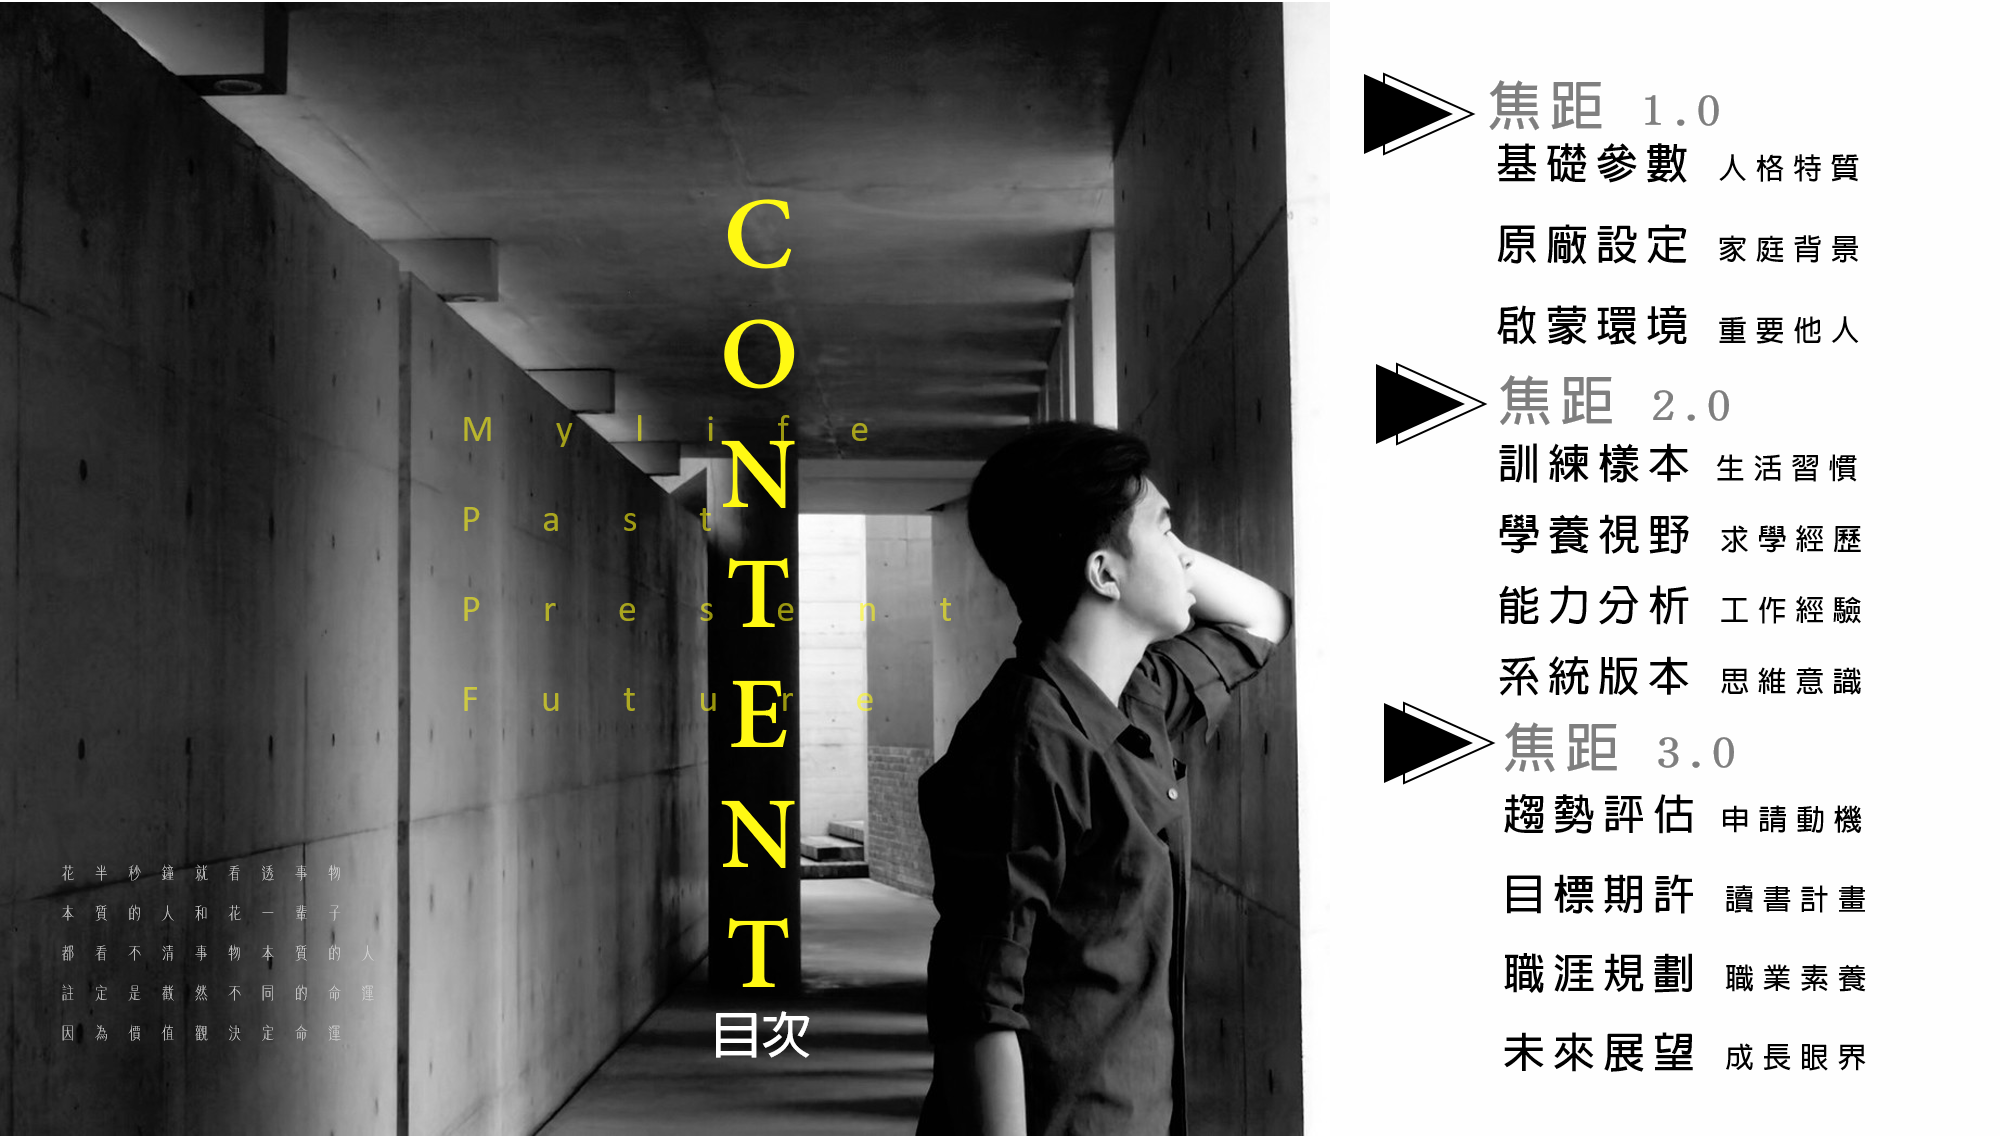 CONTENT
目次
My life
Past
Present
Future
花半秒鐘就看透事物
本質的人和花一輩子
都看不清事物本質的人
註定是截然不同的命運
因為價值觀決定命運
焦距 1.0
基礎參數 人格特質
原廠設定 家庭背景
啟蒙環境 重要他人
焦距 2.0
訓練樣本 生活習慣
學養視野 求學經歷
能力分析 工作經驗
系統版本 思維意識
焦距 3.0
趨勢評估 申請動機
目標期許 讀書計畫
職涯規劃 職業素養
未來展望 成長眼界